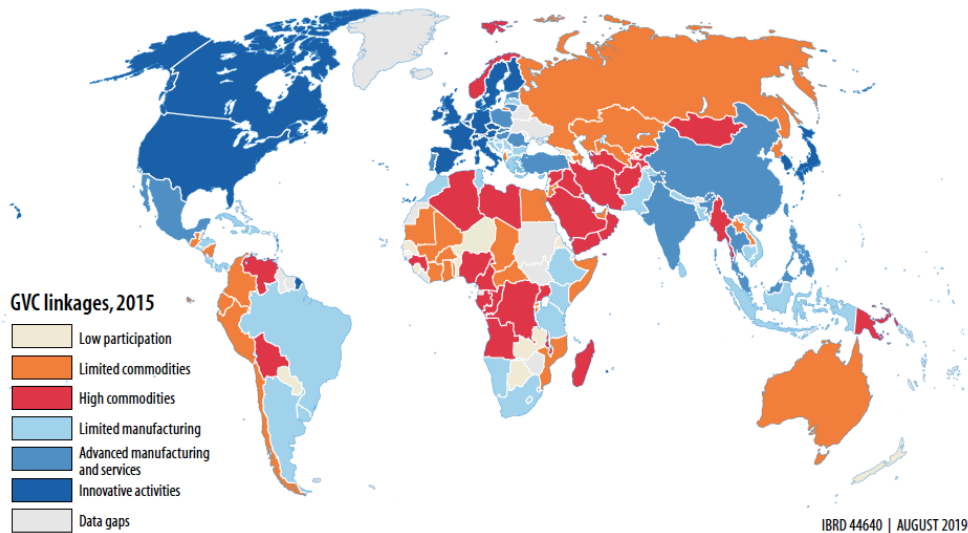 GVC linkages, 2015
Low participation
Limited commodities
High commodities
Limited manufacturing
Advanced manufacturing
and services
Innovative activities
Data gaps
IBRD 44640 | AUGUST 2019